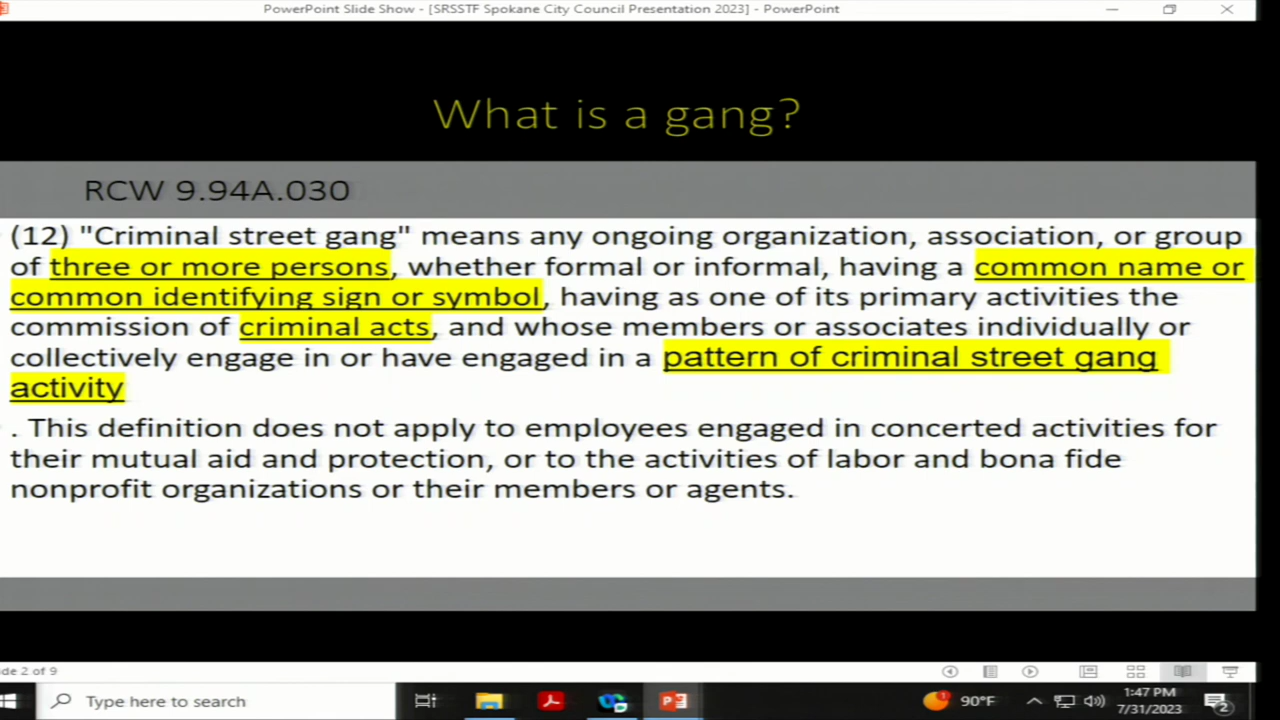 PowerPoint Slide Show - [SRSSTF Spokane City Council Presentation 2023] - PowerPoint
What is a gang?
RCW 9.94A.030
(12) "Criminal street gang" means any ongoing organization, association, or group
of three or more persons, whether formal or informal, having a common name or
common identifying sign or symbol, having as one of its primary activities the
commission of criminal acts, and whose members or associates individually or
collectively engage in or have engaged in a pattern of criminal street gang
activity
. This definition does not apply to employees engaged in concerted activities for
their mutual aid and protection, or to the activities of labor and bona fide
nonprofit organizations or their members or agents.
de 2 of 9
Type here to search
90°F
1:47 PM
7/31/2023
2